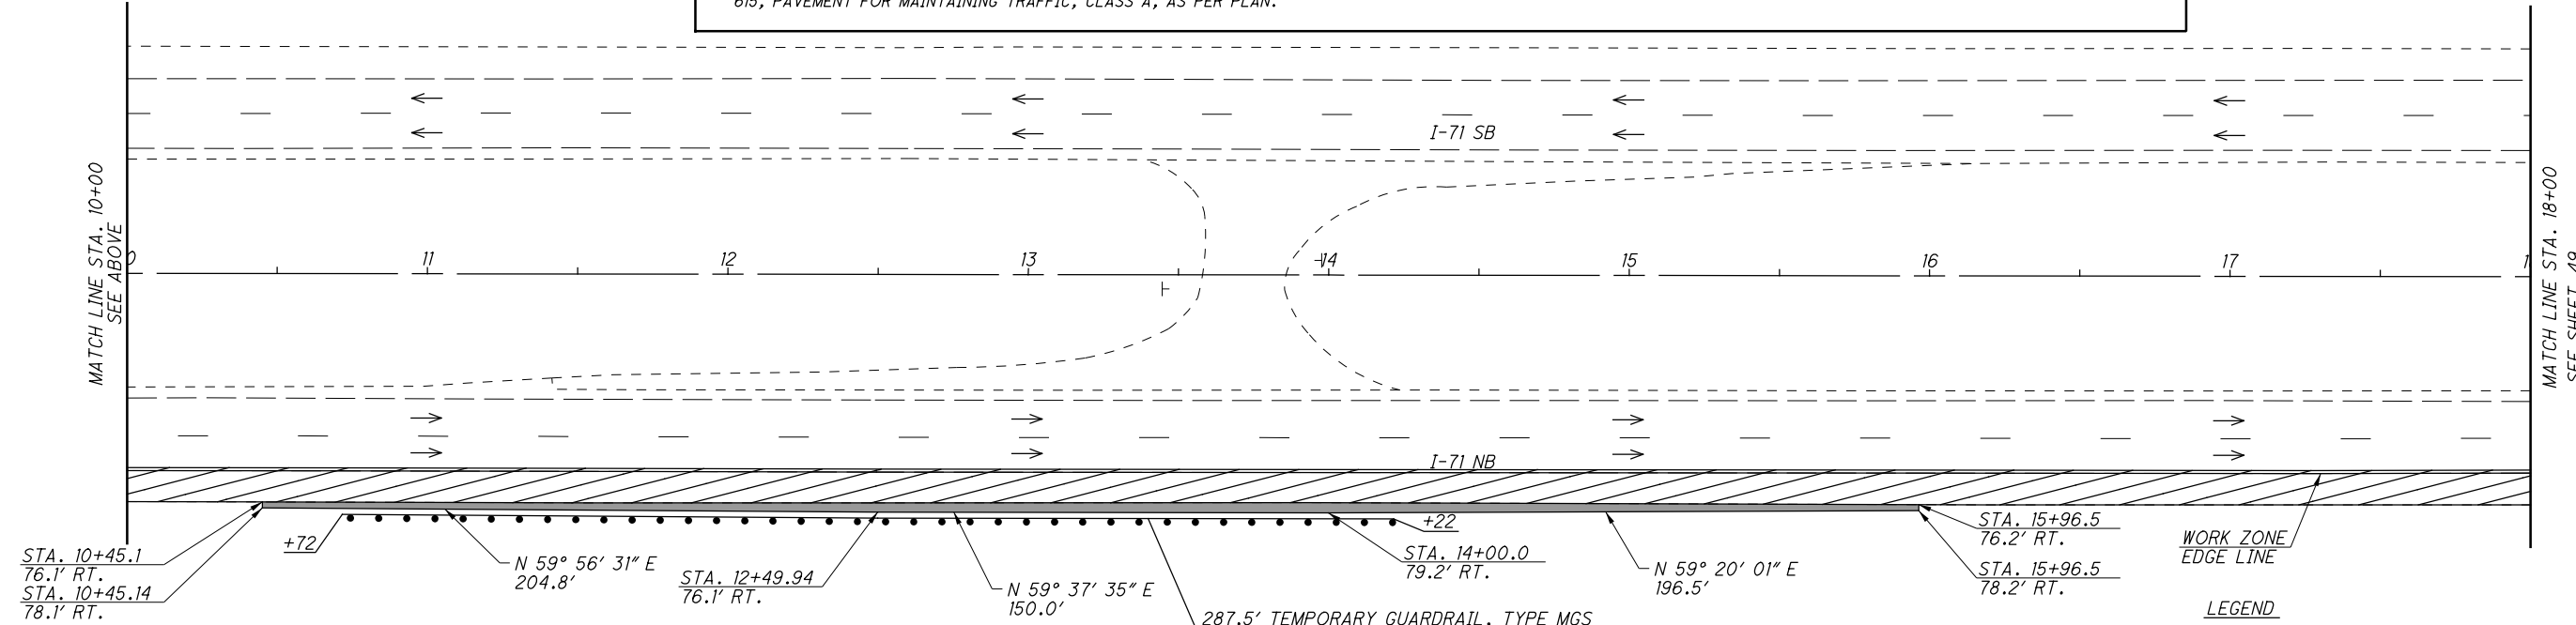 615, PAVEMENT FOR MAINTAINING TRAFFIC, CLASS A, AS PER PLAN.
I-71 SB
MATCH LINE STA. 10+00
SEE ABOVE
11
12
13
14
15
16
17
MATCH LINE STA. 18+00
SEE SHEET 49
I-71 NB
STA. 10+45.1
76.1' RT.
STA. 10+45.14
78.1' RT.
+72
N 59° 56' 31" E
204.8'
STA. 12+49.94
76.1' RT.
N 59° 37' 35" E
150.0'
287.5' TEMPORARY GUARDRAIL, TYPE MGS
+22
STA. 14+00.0
79.2' RT.
N 59° 20' 01" E
196.5'
STA. 15+96.5
76.2' RT.
STA. 15+96.5
78.2' RT.
WORK ZONE
EDGE LINE
LEGEND